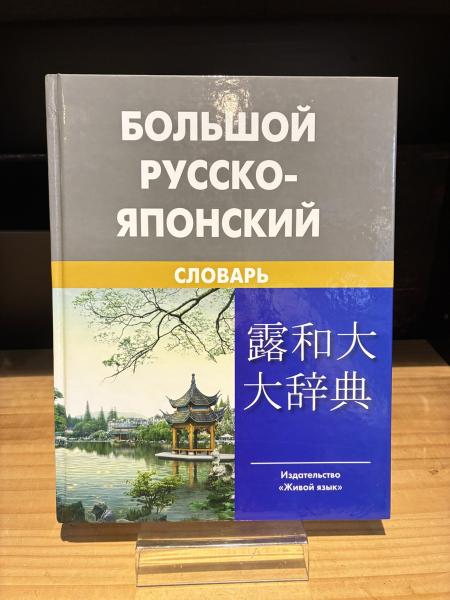 БОЛЬШОЙ
РУССКО-
ЯПОНСКИЙ
СЛОВАРЬ
露和大
大辞典
Издательство
«Живой язык»